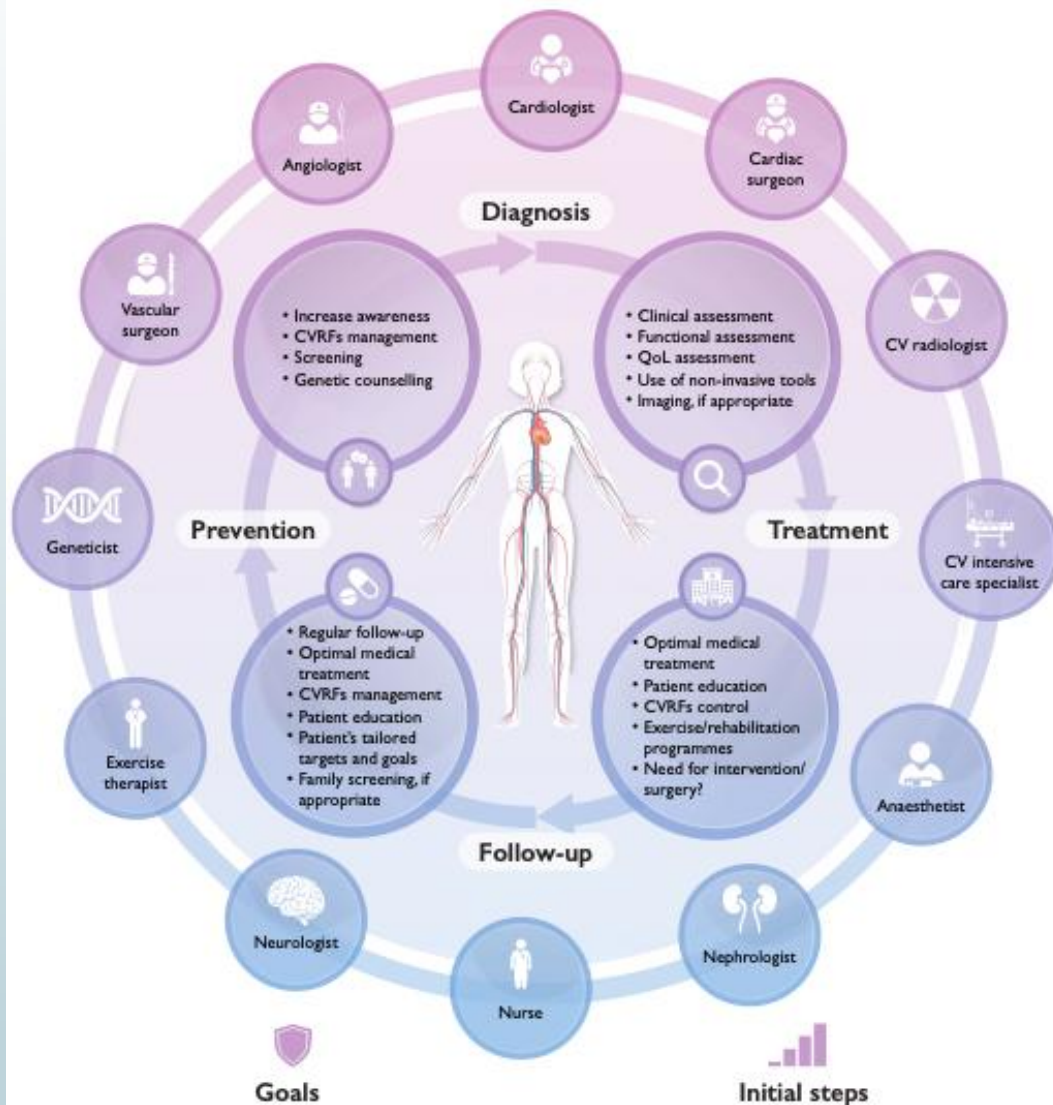 Cardiologist
Angiologist
Cardiac
surgeon
Diagnosis
Vascular
surgeon
• Increase awareness
• CVRFs management
• Screening
• Genetic counselling
• Clinical assessment
• Functional assessment
• QoL assessment
• Use of non-invasive tools
• Imaging, if appropriate
CV radiologist
Geneticist
Prevention
Treatment
CV intensive
care specialist
• Regular follow-up
• Optimal medical
treatment
• CVRFs management
• Patient education
• Patient's tailored
targets and goals
• Family screening, if
appropriate
• Optimal medical
treatment
• Patient education
• CVRFs control
• Exercise/rehabilitation
programmes
• Need for intervention/
surgery?
Exercise
therapist
Anaesthetist
Follow-up
Neurologist
Nephrologist
Nurse
Goals
Initial steps